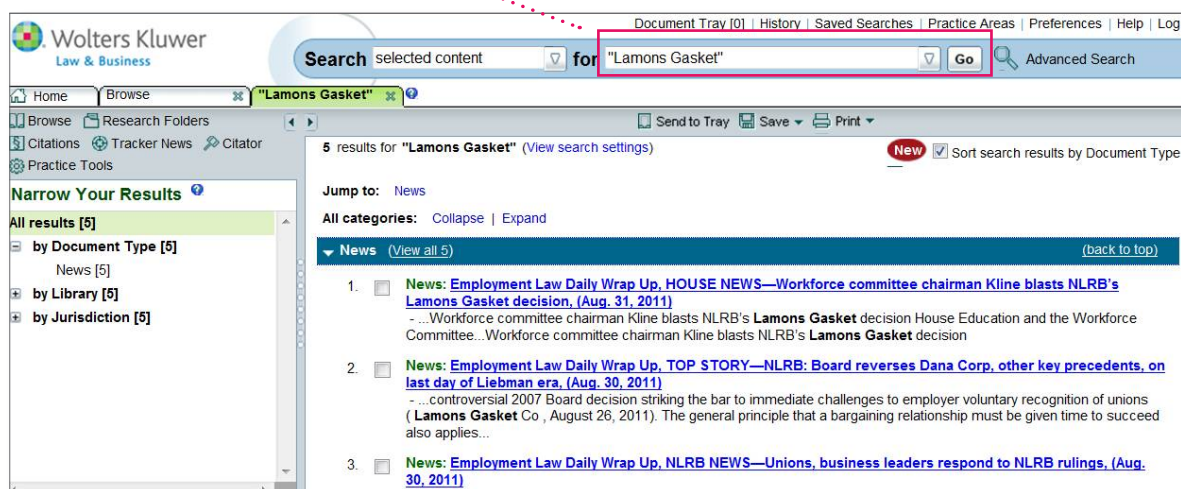 Document Tray [0] | History | Saved Searches | Practice Areas | Preferences | Help | Log
Wolters Kluwer
Law & Business
Search selected content for "Lamons Gasket" Go Advanced Search
Home Browse "Lamons Gasket"
Browse Research Folders
Send to Tray Save Print
Citations Tracker News Citator
Practice Tools
5 results for "Lamons Gasket" (View search settings)
New Sort search results by Document Type
Narrow Your Results
Jump to: News
All results [5]
All categories: Collapse | Expand
by Document Type [5]
News [5]
by Library [5]
by Jurisdiction [5]
News (View all 5) (back to top)
1. News: Employment Law Daily Wrap Up, HOUSE NEWS—Workforce committee chairman Kline blasts NLRB's
Lamons Gasket decision, (Aug. 31, 2011)
- ...Workforce committee chairman Kline blasts NLRB's Lamons Gasket decision House Education and the Workforce
Committee...Workforce committee chairman Kline blasts NLRB's Lamons Gasket decision
2. News: Employment Law Daily Wrap Up, TOP STORY—NLRB: Board reverses Dana Corp, other key precedents, on
last day of Liebman era, (Aug. 30, 2011)
- ...controversial 2007 Board decision striking the bar to immediate challenges to employer voluntary recognition of unions
( Lamons Gasket Co , August 26, 2011). The general principle that a bargaining relationship must be given time to succeed
also applies...
3. News: Employment Law Daily Wrap Up, NLRB NEWS—Unions, business leaders respond to NLRB rulings, (Aug.
30, 2011)